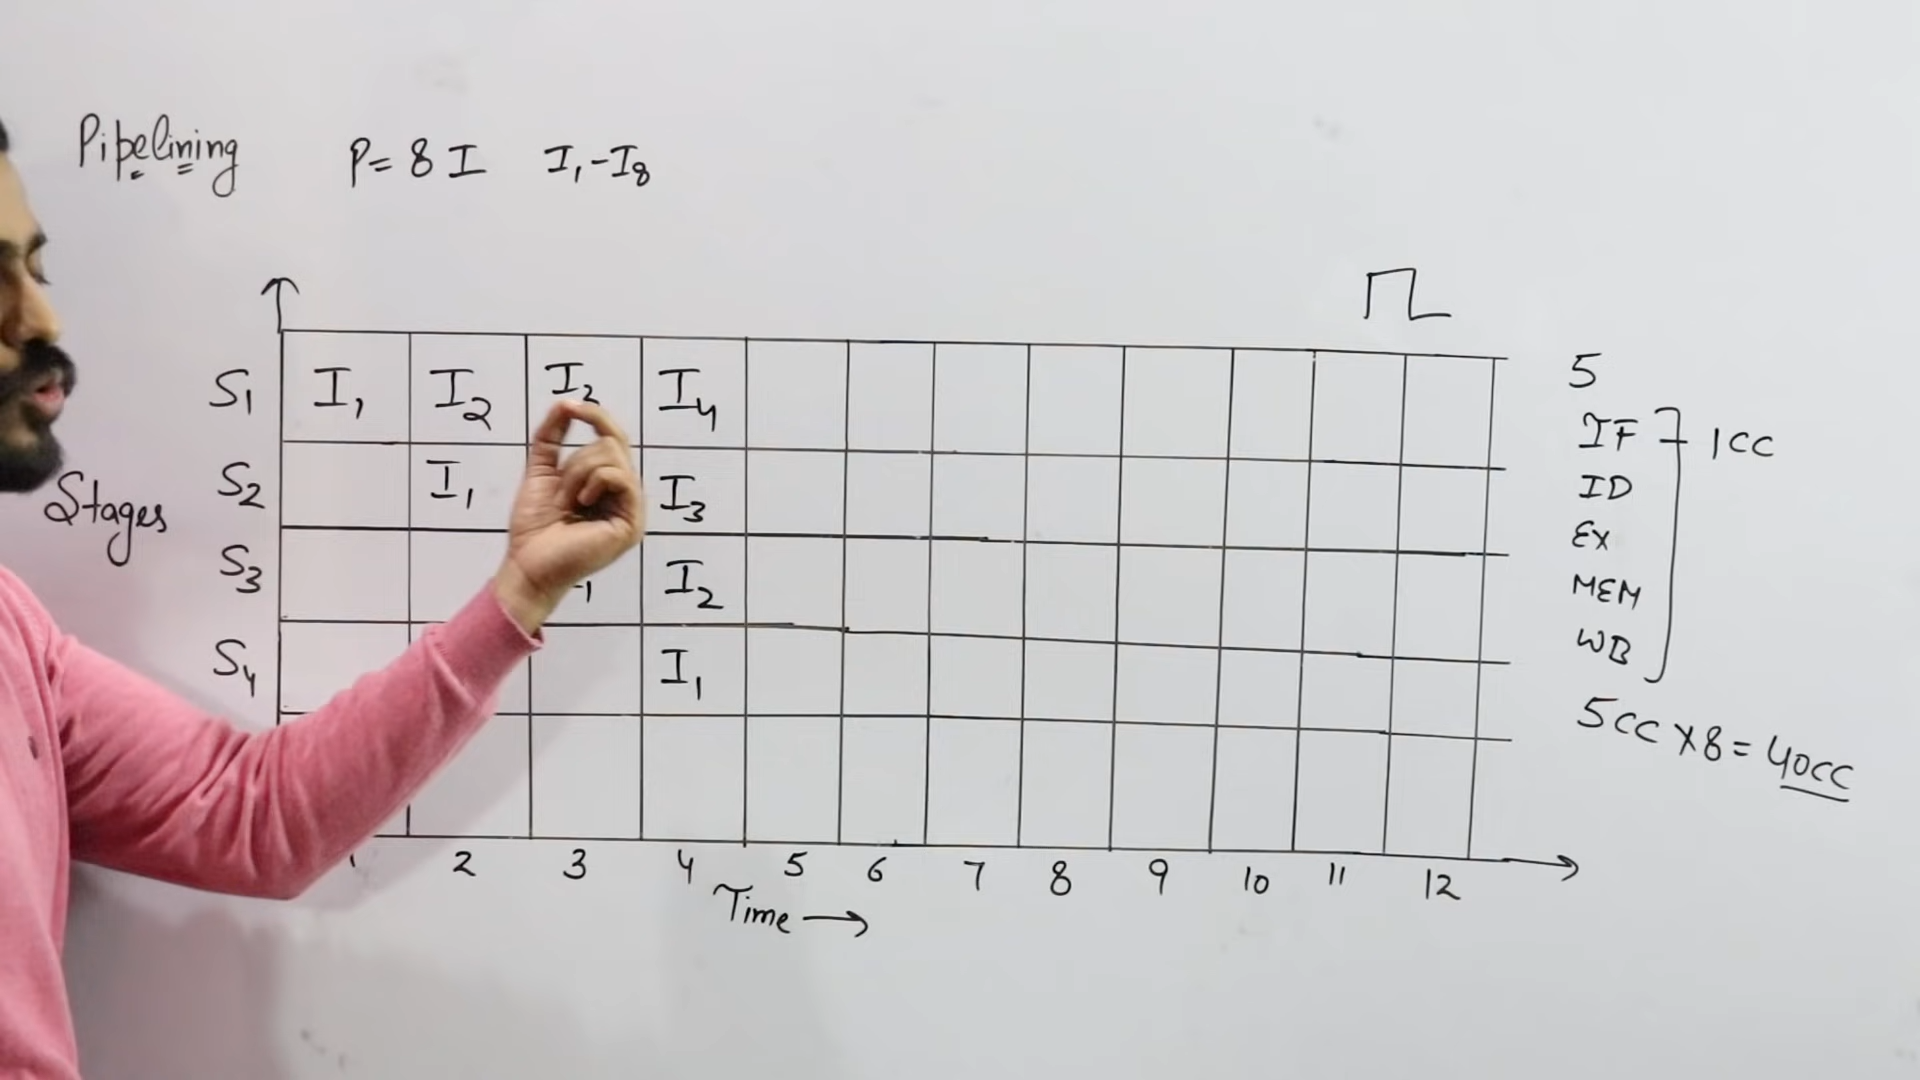 Pipelining P= 8 I I₁-I₈
5
S₁ I₁ I₂ I₃ I₄
IF 1CC
S₂ I₁ I₃
ID
Stages
EX
S₃ I₂
MEM
S₄ I₁
WB
5CC X8= 40CC
2 3 4 5 6 7 8 9 10 11 12
Time